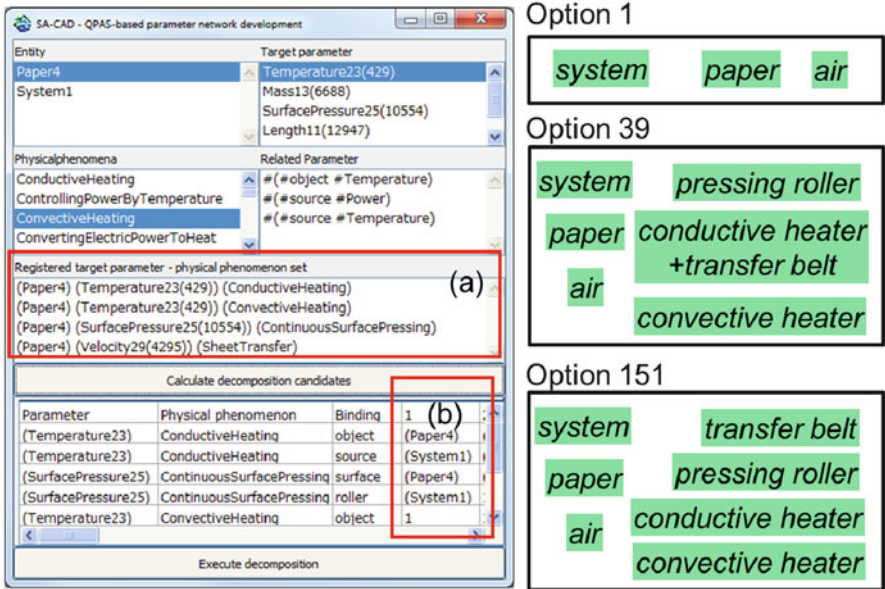 SA-CAD - QPAS-based parameter network development
Entity
Target parameter
Paper4
System1
Temperature23(429)
Mass13(6688)
SurfacePressure25(10554)
Length11(12947)
Physicalphenomena
Related Parameter
ConductiveHeating
ControllingPowerByTemperature
ConvectiveHeating
ConvertingElectricPowerToHeat
#(#object #Temperature)
#(#source #Power)
#(#source #Temperature)
Registered target parameter - physical phenomenon set
(a)
(Paper4) (Temperature23(429)) (ConductiveHeating)
(Paper4) (Temperature23(429)) (ConvectiveHeating)
(Paper4) (SurfacePressure25(10554)) (ContinuousSurfacePressing)
(Paper4) (Velocity29(4295)) (SheetTransfer)
Calculate decomposition candidates
(b)
Parameter Physical phenomenon Binding 1
(Temperature23) ConductiveHeating object (Paper4)
(Temperature23) ConductiveHeating source (System1)
(SurfacePressure25) ContinuousSurfacePressing surface (Paper4)
(SurfacePressure25) ContinuousSurfacePressing roller (System1)
(Temperature23) ConvectiveHeating object 1
Execute decomposition
Option 1
system paper air
Option 39
system
paper
air
pressing roller
conductive heater
+transfer belt
convective heater
Option 151
system
paper
air
transfer belt
pressing roller
conductive heater
convective heater